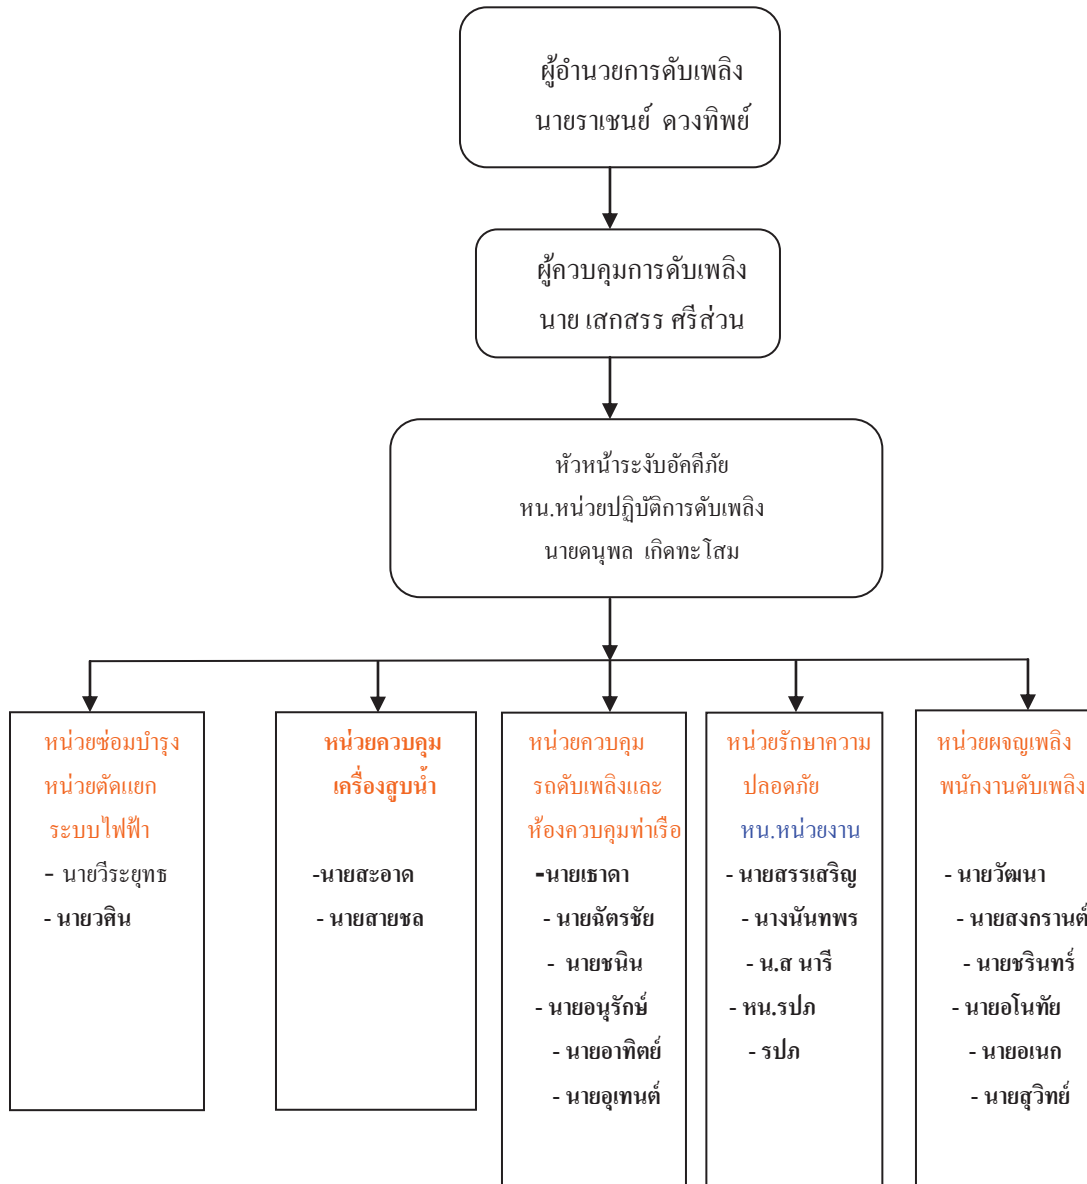 ผู้อำนวยการดับเพลิง
นายราเชนย์ ดวงทิพย์
ผู้ควบคุมการดับเพลิง
นาย เสกสรร ศรีส่วน
หัวหน้าระงับอัคคีภัย
หน.หน่วยปฏิบัติการดับเพลิง
นายดนุพล เกิดทะโสม
หน่วยซ่อมบำรุง
หน่วยตัดแยก
ระบบไฟฟ้า
- นายวีระยุทธ
- นายวศิน
หน่วยควบคุม
เครื่องสูบน้ำ
-นายสะอาด
- นายสายชล
หน่วยควบคุม
รถดับเพลิงและ
ห้องควบคุมท่าเรือ
-นายเธาดา
- นายฉัตรชัย
- นายชนิน
- นายอนุรักษ์
- นายอาทิตย์
- นายอุเทนต์
หน่วยรักษาความ
ปลอดภัย
หน.หน่วยงาน
- นายสรรเสริญ
- นางนันทพร
- น.ส นารี
- หน.รปภ
- รปภ
หน่วยผจญเพลิง
พนักงานดับเพลิง
- นายวัฒนา
- นายสงกรานต์
- นายชรินทร์
- นายอโนทัย
- นายอเนก
- นายสุวิทย์